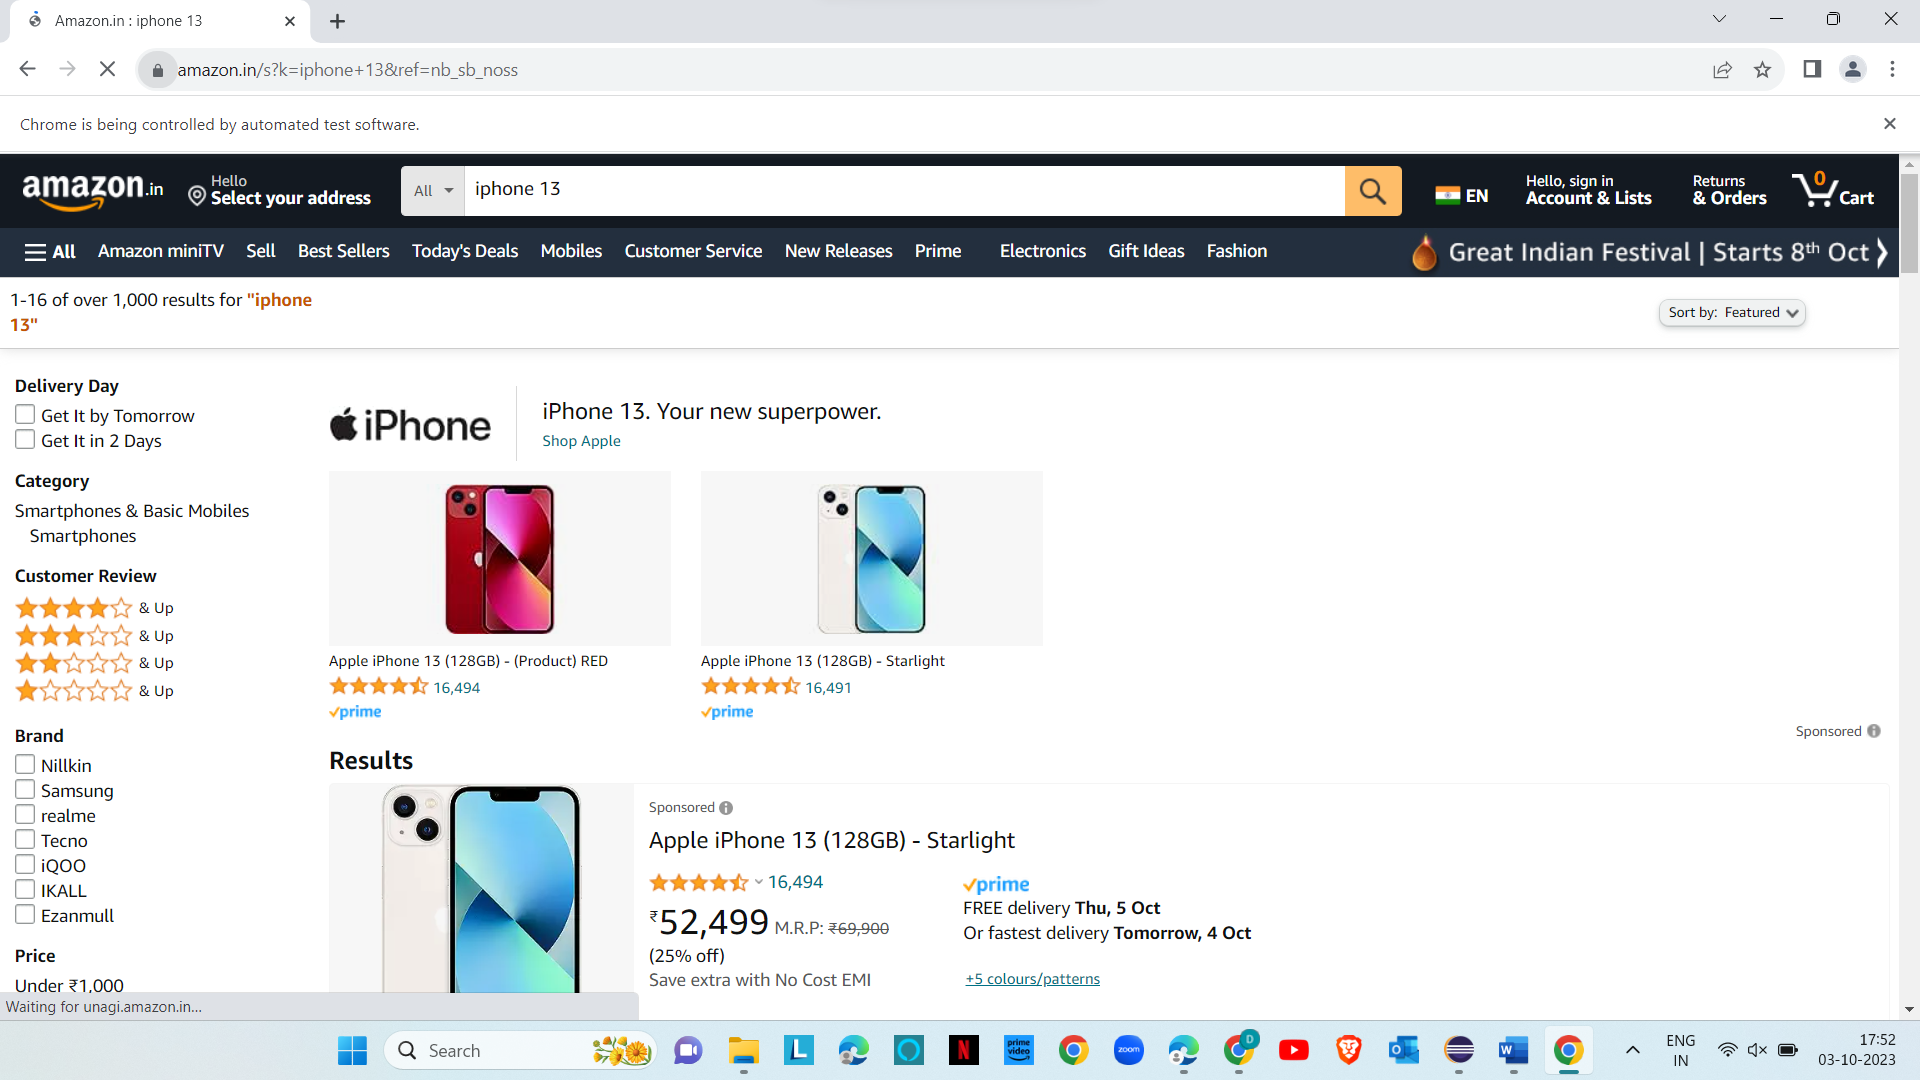 Amazon.in : iphone 13
amazon.in/s?k=iphone+13&ref=nb_sb_noss
Chrome is being controlled by automated test software.
amazon.in
Hello
Select your address
All
iphone 13
EN
Hello, sign in
Account & Lists
Returns
& Orders
0
Cart
All Amazon miniTV Sell Best Sellers Today's Deals Mobiles Customer Service New Releases Prime Electronics Gift Ideas Fashion
Great Indian Festival | Starts 8th Oct
1-16 of over 1,000 results for "iphone
13"
Sort by: Featured
Delivery Day
Get It by Tomorrow
Get It in 2 Days
Category
Smartphones & Basic Mobiles
Smartphones
Customer Review
& Up
& Up
& Up
& Up
Brand
Nillkin
Samsung
realme
Tecno
iQOO
IKALL
Ezanmull
Price
Under ₹1,000
Waiting for unagi.amazon.in...
iPhone
iPhone 13. Your new superpower.
Shop Apple
Apple iPhone 13 (128GB) - (Product) RED
16,494
prime
Apple iPhone 13 (128GB) - Starlight
16,491
prime
Sponsored
Results
Sponsored
Apple iPhone 13 (128GB) - Starlight
16,494
₹52,499 M.R.P: ₹69,900
(25% off)
Save extra with No Cost EMI
prime
FREE delivery Thu, 5 Oct
Or fastest delivery Tomorrow, 4 Oct
+5 colours/patterns
Search
L
N
prime video
zoom
D
ENG
IN
17:52
03-10-2023